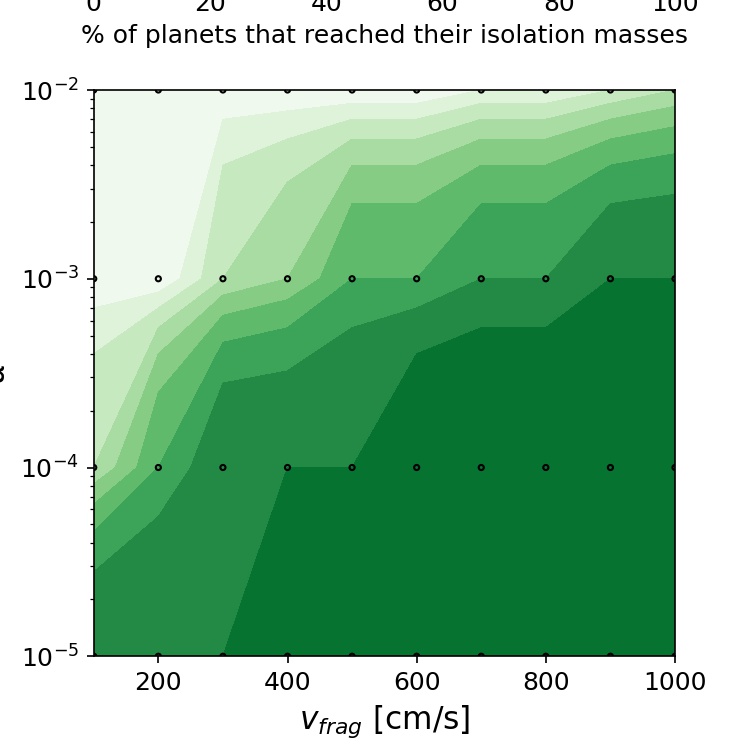 0 20 40 60 80 100
% of planets that reached their isolation masses
10⁻²
10⁻³
10⁻⁴
10⁻⁵
200 400 600 800 1000
v_frag [cm/s]